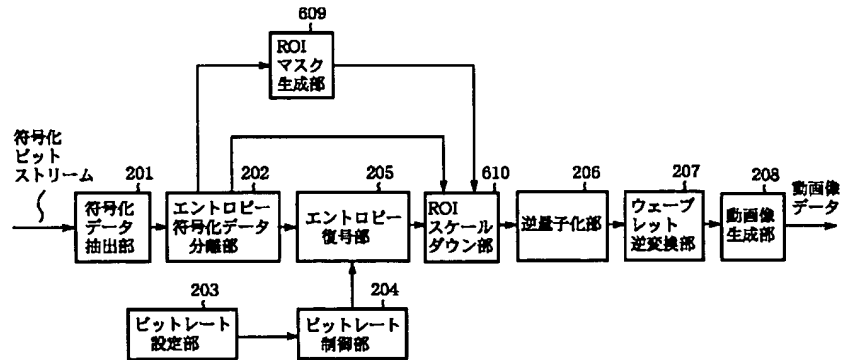 609
ROI
マスク
生成部
符号化
ビット
ストリーム
201
202
205
610
206
207
208
動画像
データ
符号化
データ
抽出部
エントロピー
符号化データ
分離部
エントロピー
復号部
ROI
スケール
ダウン部
逆量子化部
ウェーブ
レット
逆変換部
動画像
生成部
203
204
ビットレート
設定部
ビットレート
制御部